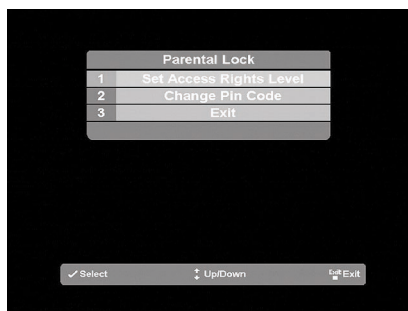 Parental Lock
1 Set Access Rights Level
2 Change Pin Code
3 Exit
Select Up/Down Exit Exit